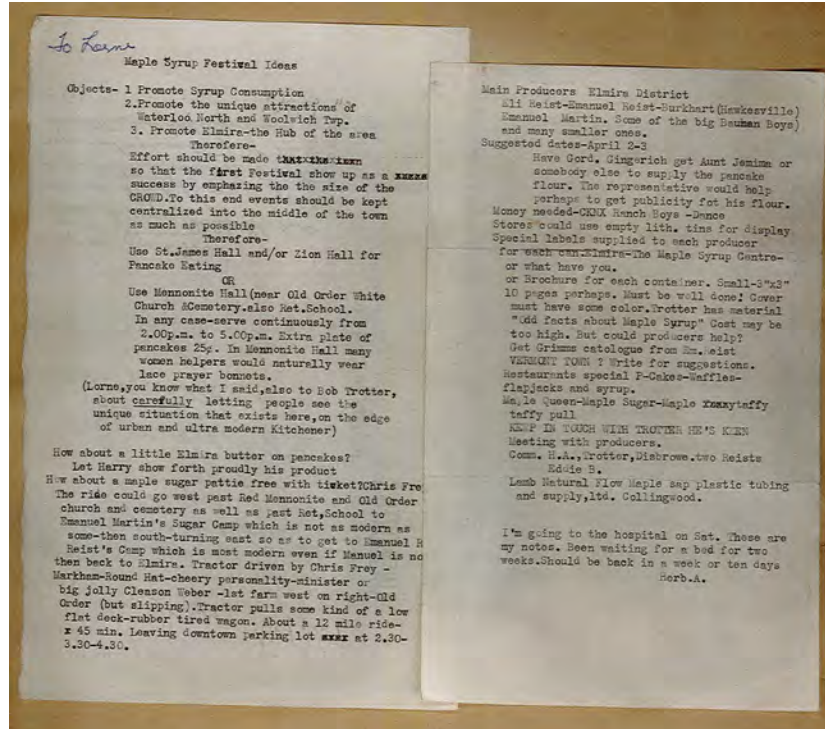 To Lorne
Maple Syrup Festival Ideas
Objects- 1 Promote Syrup Consumption
2.Promote the unique attractions of
Waterloo North and Woolwich Twp.
3. Promote Elmira-the Hub of the area
Therefore-
Effort should be made
so that the first Festival show up as a
success by emphazing the the size of the
CROWD.To this end events should be kept
centralized into the middle of the town
as much as possible
Therefore-
Use St.James Hall and/or Zion Hall for
Pancake Eating
OR
Use Mennonite Hall(near Old Order White
Church &Cemetery.also Ret.School.
In any case-serve continuously from
2.00p.m. to 5.00p.m. Extra plate of
pancakes 25¢. In Mennonite Hall many
women helpers would naturally wear
lace prayer bonnets.
(Lorne,you know what I said,also to Bob Trotter,
about carefully letting people see the
unique situation that exists here,on the edge
of urban and ultra modern Kitchener)
How about a little Elmira butter on pancakes?
Let Harry show forth proudly his product
How about a maple sugar pattie free with ticket?Chris Fre
The ride could go west past Red Mennonite and Old Order
church and cemetery as well as past Ret,School to
Emanuel Martin's Sugar Camp which is not as modern as
some-then south-turning east so as to get to Emanuel R
Reist's Camp which is most modern even if Manuel is no
then back to Elmira. Tractor driven by Chris Frey -
Markham-Round Hat-cheery personality-minister or
big jolly Cleason Weber -1st farm west on right-Old
Order (but slipping).Tractor pulls some kind of a low
flat deck-rubber tired wagon. About a 12 mile ride-
x 45 min. Leaving downtown parking lot xxxx at 2.30-
3.30-4.30.
Main Producers Elmira District
Eli Reist-Emanuel Reist-Burkhart(Hawkesville)
Emanuel Martin. Some of the big Bauman Boys)
and many smaller ones.
Suggested dates-April 2-3
Have Gord. Gingerich get Aunt Jemima or
somebody else to supply the pancake
flour. The representative would help
perhaps to get publicity fot his flour.
Money needed-CKNX Ranch Boys -Dance
Stores could use empty lith. tins for display
Special labels supplied to each producer
for each can.Elmira-The Maple Syrup Centre-
or what have you.
or Brochure for each container. Small-3"x3"
10 pages perhaps. Must be well done! Cover
must have some color.Trotter has material
"Odd facts about Maple Syrup" Cost may be
too high. But could producers help?
Get Grimms catologue from Em. Reist
VERMONT TOWN ? Write for suggestions.
Restaurants special P-Cakes-Waffles-
flapjacks and syrup.
Maple Queen-Maple Sugar-Maple xxxxytaffy
taffy pull
KEEP IN TOUCH WITH TROTTER HE'S KEEN
Meeting with producers.
Comm. H.A.,Trotter,Disbrowe.two Reists
Eddie B.
Lamb Natural Flow Maple sap plastic tubing
and supply,ltd. Collingwood.
I'm going to the hospital on Sat. These are
my notes. Been waiting for a bed for two
weeks.Should be back in a week or ten days
Herb.A.